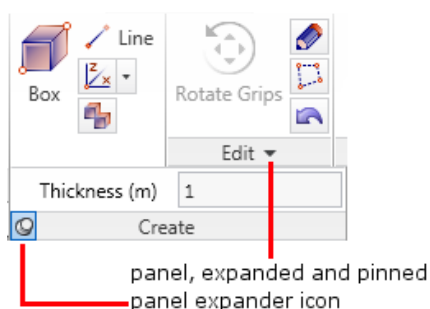 Line
Z
x
Box
Rotate Grips
Edit
Thickness (m) 1
Create
panel, expanded and pinned
panel expander icon